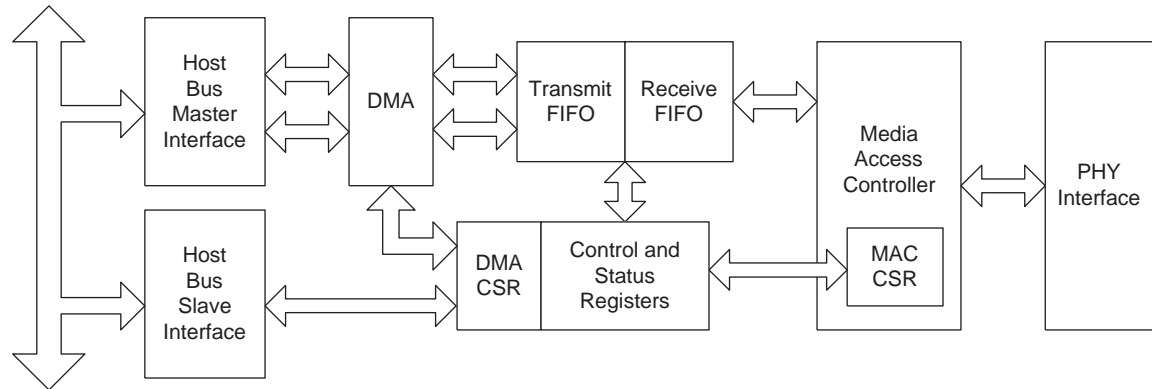 Host
Bus
Master
Interface
DMA
Transmit
FIFO
Receive
FIFO
Media
Access
Controller
PHY
Interface
Host
Bus
Slave
Interface
DMA
CSR
Control and
Status
Registers
MAC
CSR